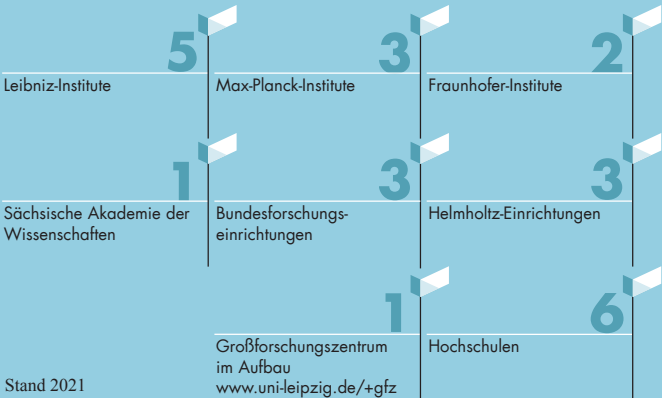 5
Leibniz-Institute
3
Max-Planck-Institute
2
Fraunhofer-Institute
1
Sächsische Akademie der
Wissenschaften
3
Bundesforschungs-
einrichtungen
3
Helmholtz-Einrichtungen
1
Großforschungszentrum
im Aufbau
www.uni-leipzig.de/+gfz
6
Hochschulen
Stand 2021